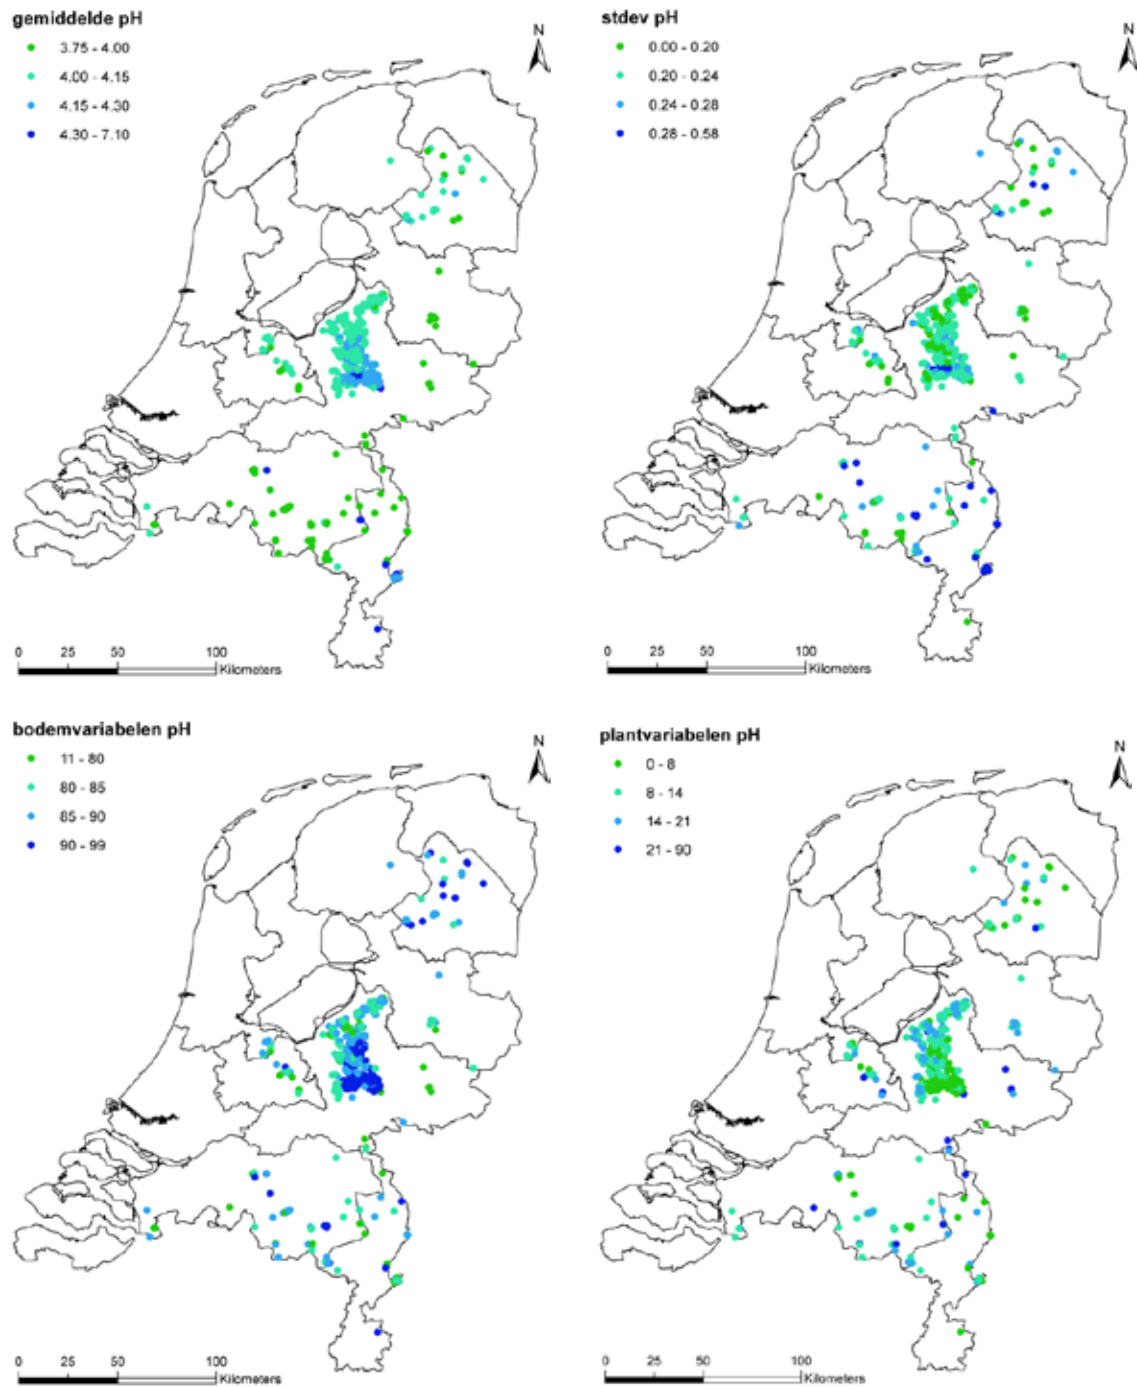 gemiddelde pH
3.75 - 4.00
4.00 - 4.15
4.15 - 4.30
4.30 - 7.10
N
0 25 50 100
Kilometers
stdev pH
0.00 - 0.20
0.20 - 0.24
0.24 - 0.28
0.28 - 0.58
N
0 25 50 100
Kilometers
bodemvariabelen pH
11 - 80
80 - 85
85 - 90
90 - 99
N
0 25 50 100
Kilometers
plantvariabelen pH
0 - 8
8 - 14
14 - 21
21 - 90
N
0 25 50 100
Kilometers